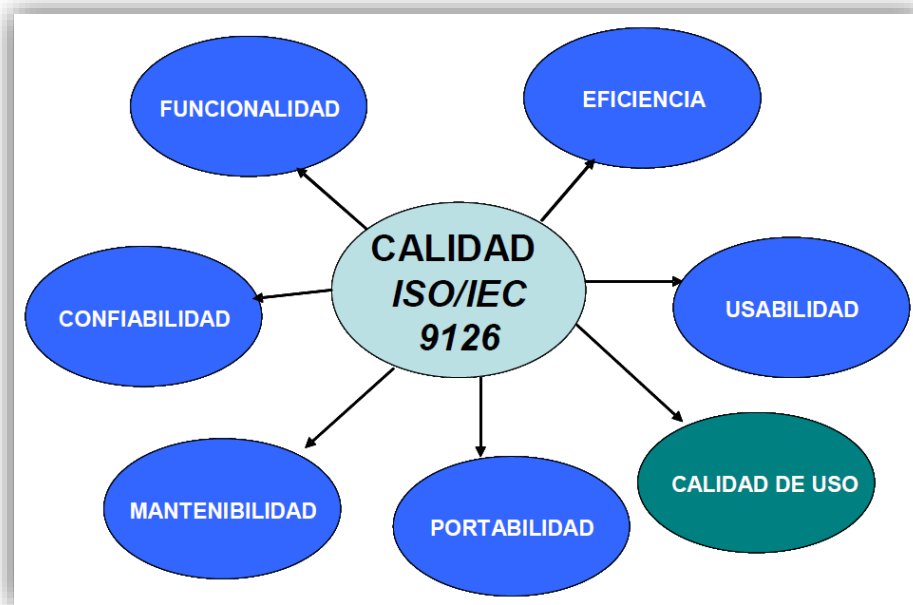 FUNCIONALIDAD
EFICIENCIA
CALIDAD
ISO/IEC
9126
CONFIABILIDAD
USABILIDAD
MANTENIBILIDAD
PORTABILIDAD
CALIDAD DE USO